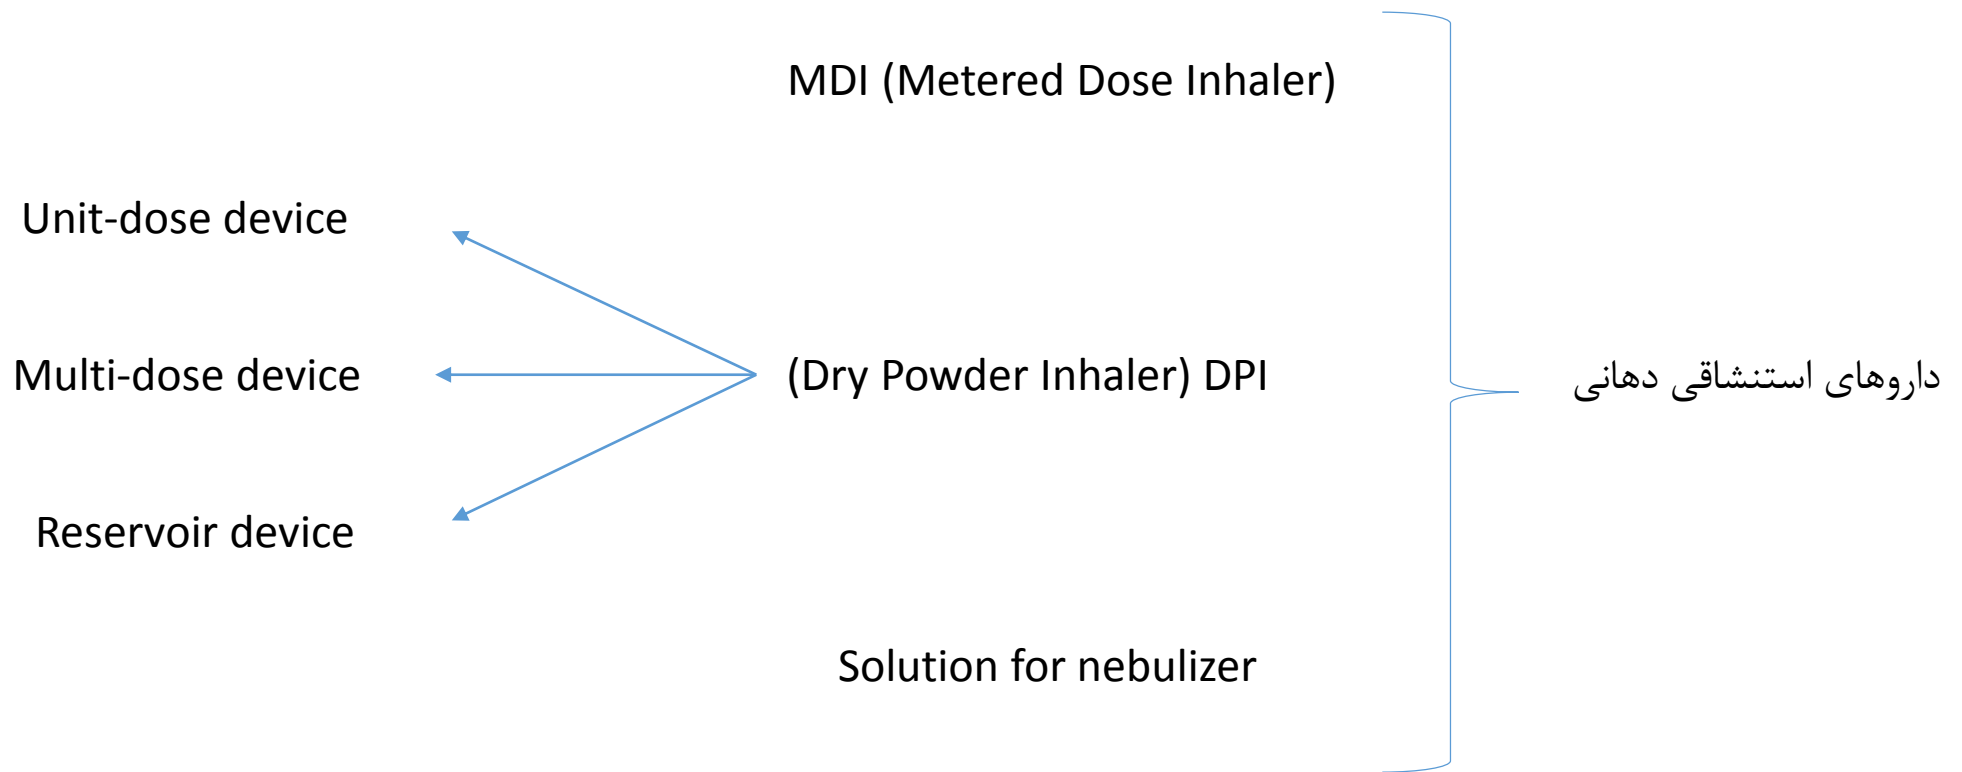 MDI (Metered Dose Inhaler)
Unit-dose device
Multi-dose device
(Dry Powder Inhaler) DPI
داروهای استنشاقی دهانی
Reservoir device
Solution for nebulizer